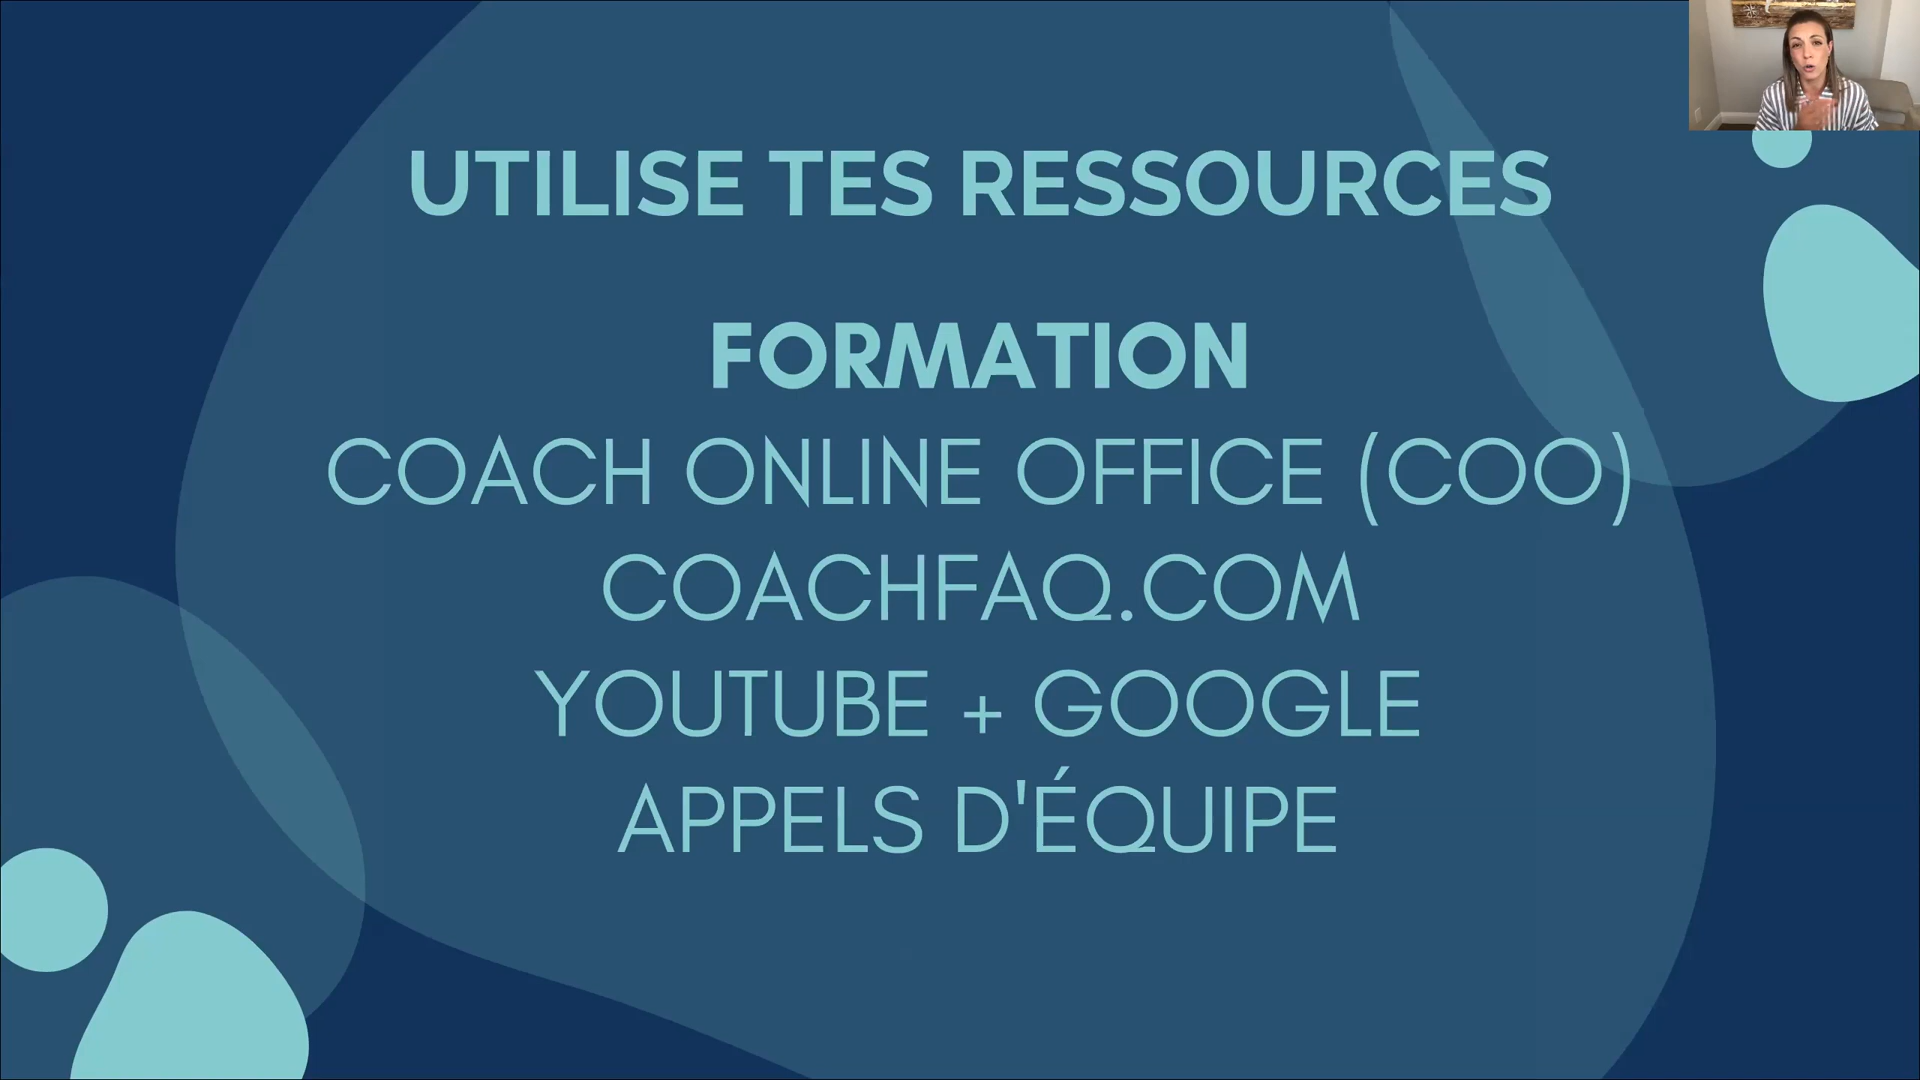 UTILISE TES RESSOURCES
FORMATION
COACH ONLINE OFFICE (COO)
COACHFAQ.COM
YOUTUBE + GOOGLE
APPELS D'ÉQUIPE